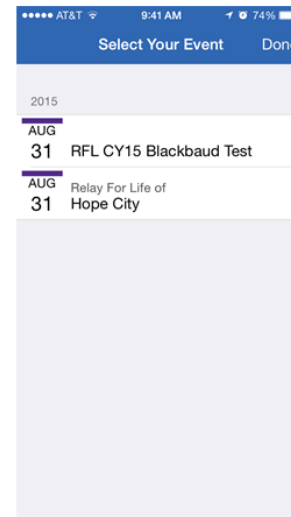 AT&T 9:41 AM 74%
Select Your Event Done
2015
AUG
31 RFL CY15 Blackbaud Test
AUG
31
Relay For Life of
Hope City